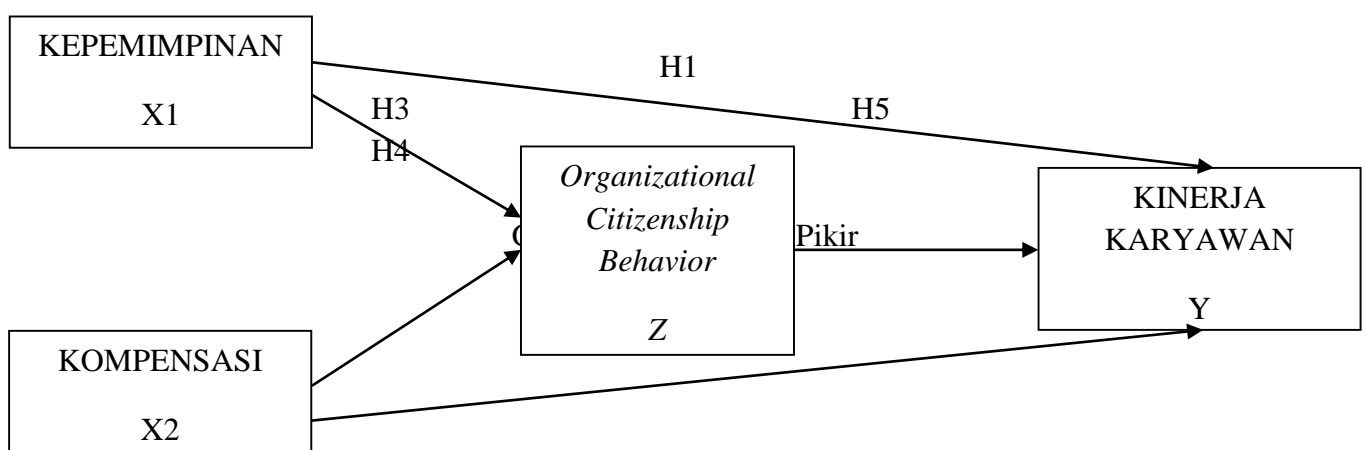 KEPEMIMPINAN
X1
H1
H3
H5
H4
Organizational
Citizenship
Behavior
Z
Pikir
KINERJA
KARYAWAN
Y
KOMPENSASI
X2